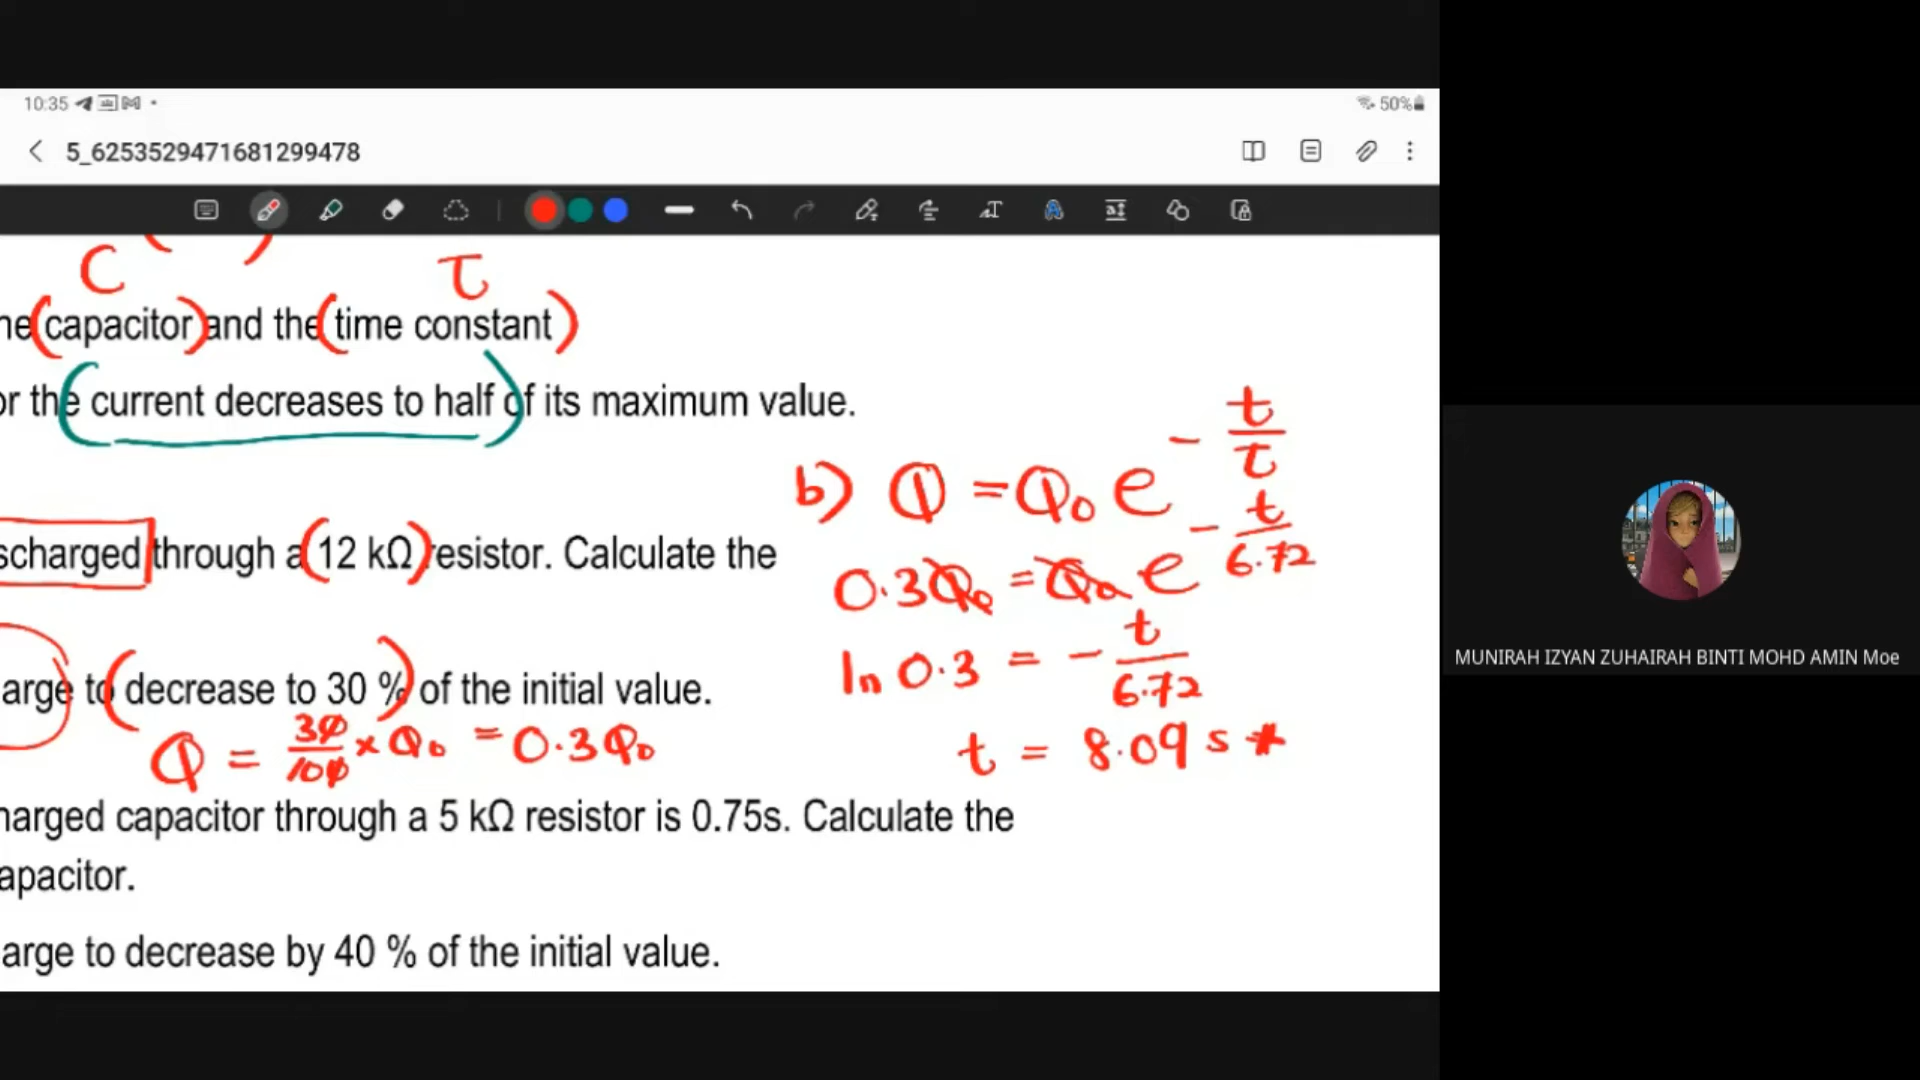 10:35
50%
5_6253529471681299478
C τ
he (capacitor) and the (time constant)
or the (current decreases to half) of its maximum value.
b) Q = Q₀ e^(-t/τ)
scharged through a (12 kΩ) resistor. Calculate the
0.3Q₀ = Q₀ e^(-t/6.72)
ln 0.3 = - t/6.72
arge to (decrease to 30 %) of the initial value.
Q = 30/100 × Q₀ = 0.3 Q₀
t = 8.09 s *
harged capacitor through a 5 kΩ resistor is 0.75s. Calculate the
apacitor.
arge to decrease by 40 % of the initial value.
MUNIRAH IZYAN ZUHAIRAH BINTI MOHD AMIN Moe